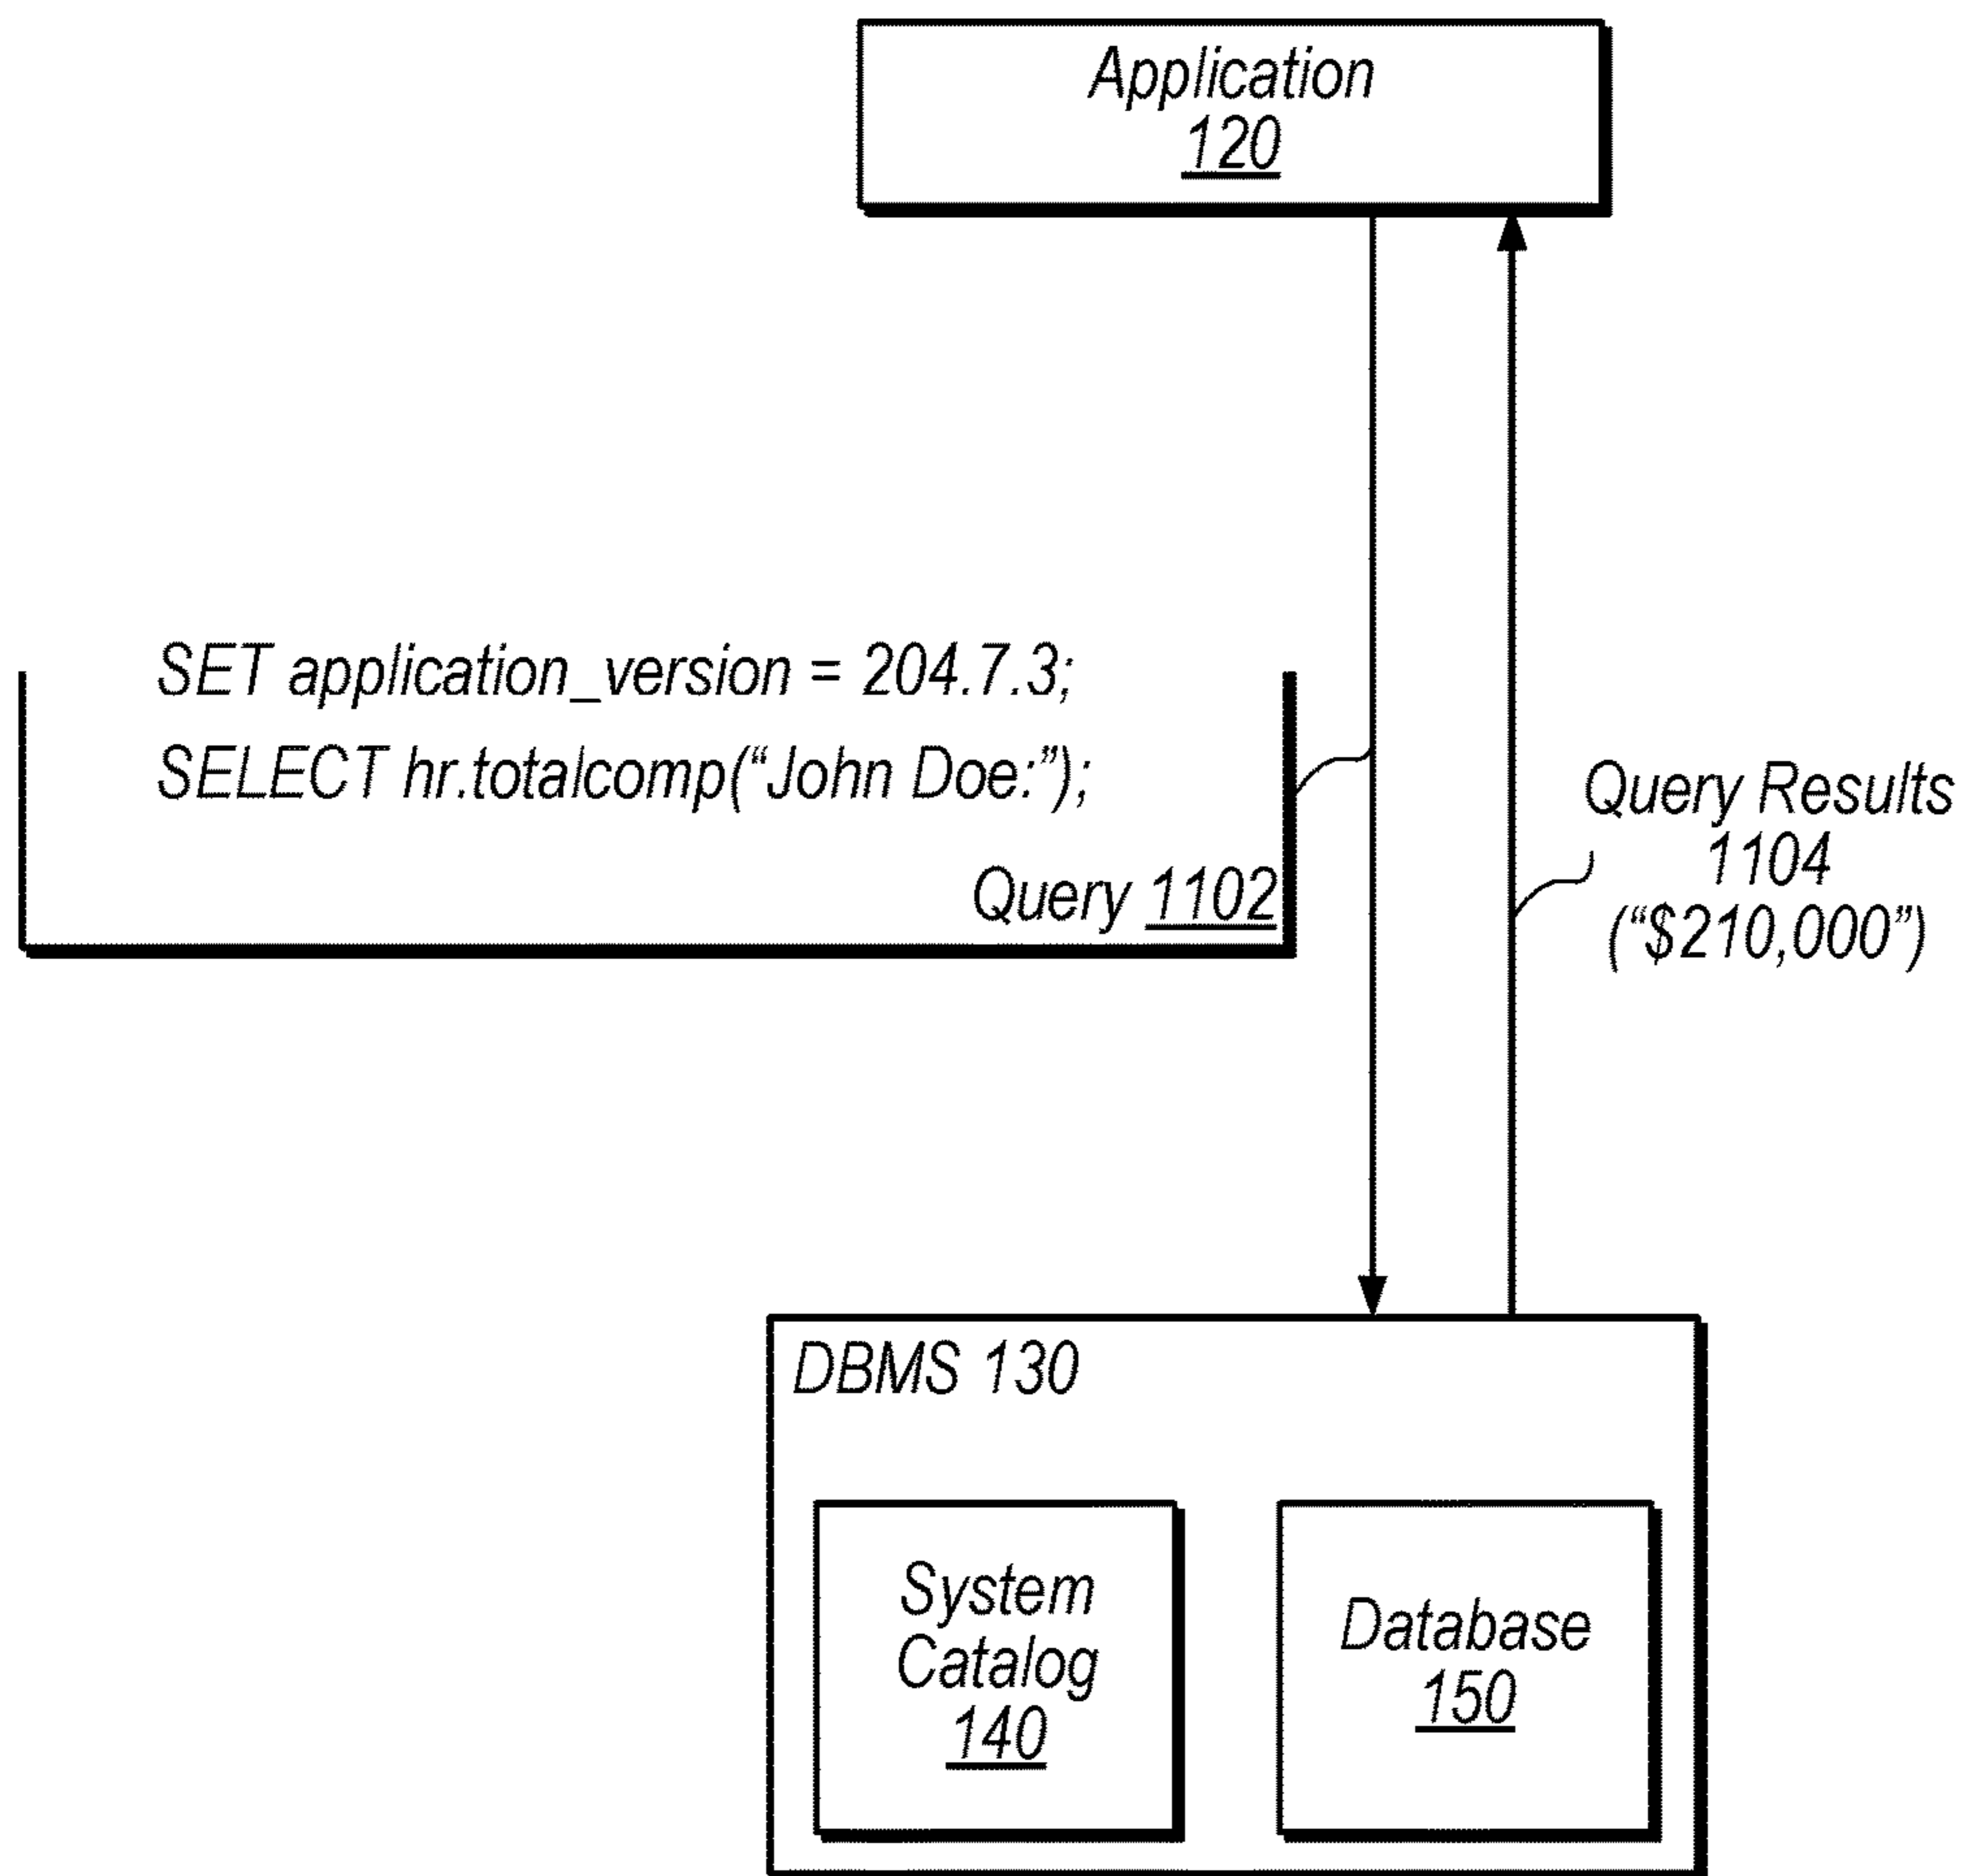 Application
120
SET application_version = 204.7.3;
SELECT hr.totalcomp(“John Doe:”);
Query 1102
Query Results
1104
(“$210,000”)
DBMS 130
System
Catalog
140
Database
150